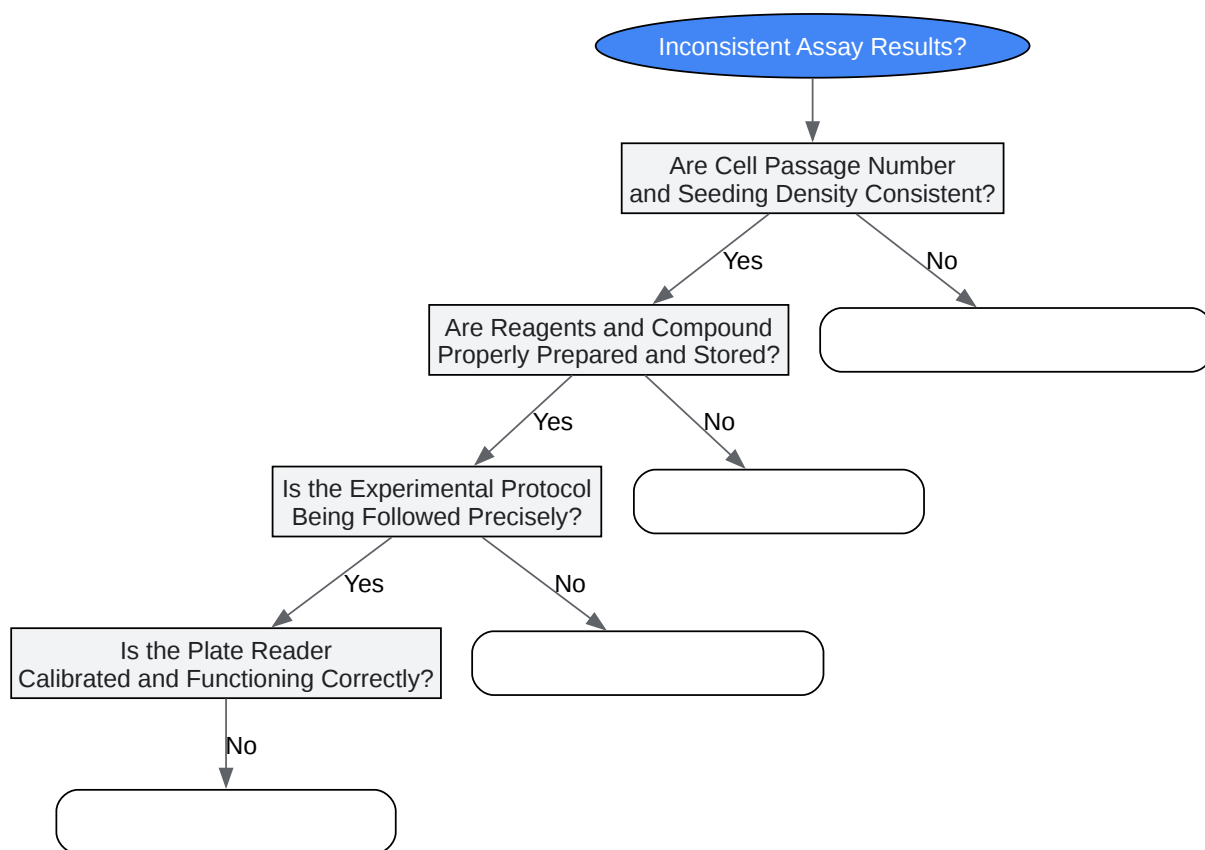 Inconsistent Assay Results?
Are Cell Passage Number
and Seeding Density Consistent?
Yes
No
Are Reagents and Compound
Properly Prepared and Stored?
Yes
No
Is the Experimental Protocol
Being Followed Precisely?
Yes
No
Is the Plate Reader
Calibrated and Functioning Correctly?
No